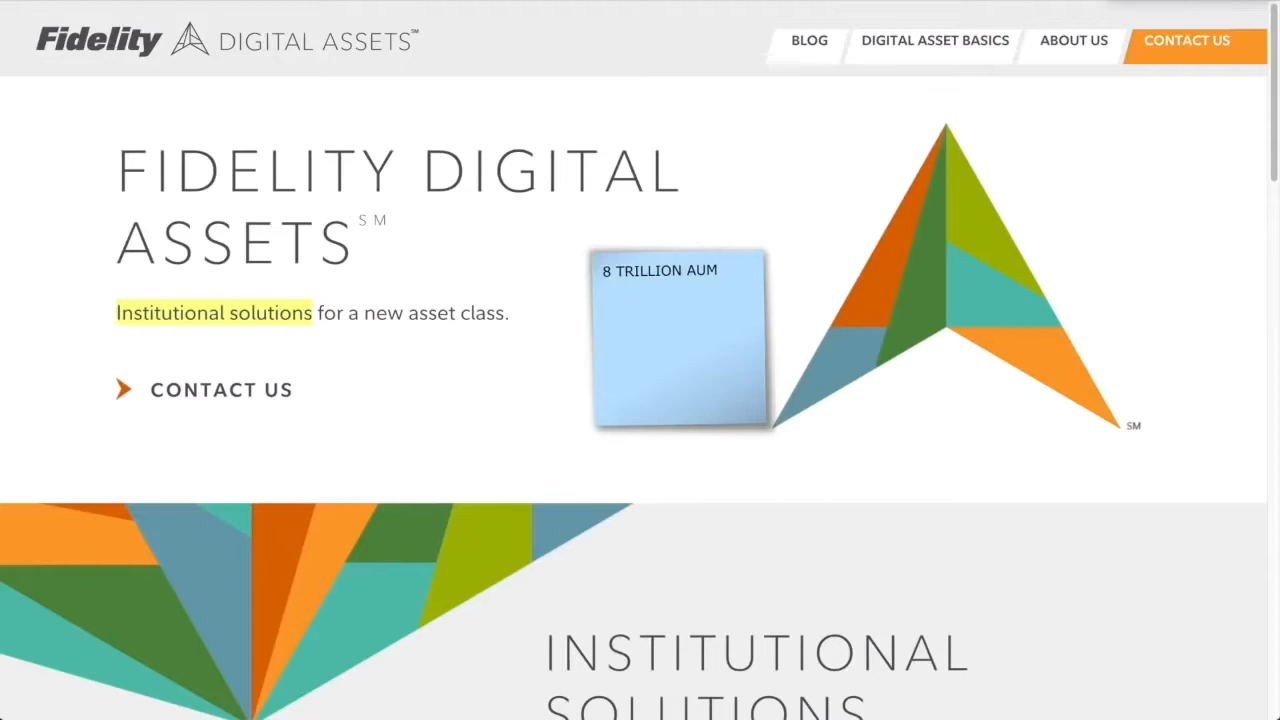 Fidelity DIGITAL ASSETS℠
BLOG
DIGITAL ASSET BASICS
ABOUT US
CONTACT US
FIDELITY DIGITAL
ASSETS SM
8 TRILLION AUM
Institutional solutions for a new asset class.
CONTACT US
SM
INSTITUTIONAL
SOLUTIONS